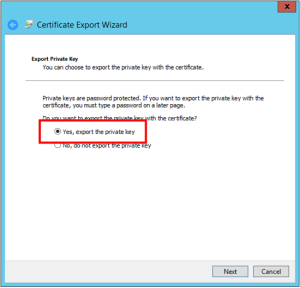 Certificate Export Wizard
Export Private Key
You can choose to export the private key with the certificate.
Private keys are password protected. If you want to export the private key with the
certificate, you must type a password on a later page.
Do you want to export the private key with the certificate?
Yes, export the private key
No, do not export the private key
Next
Cancel